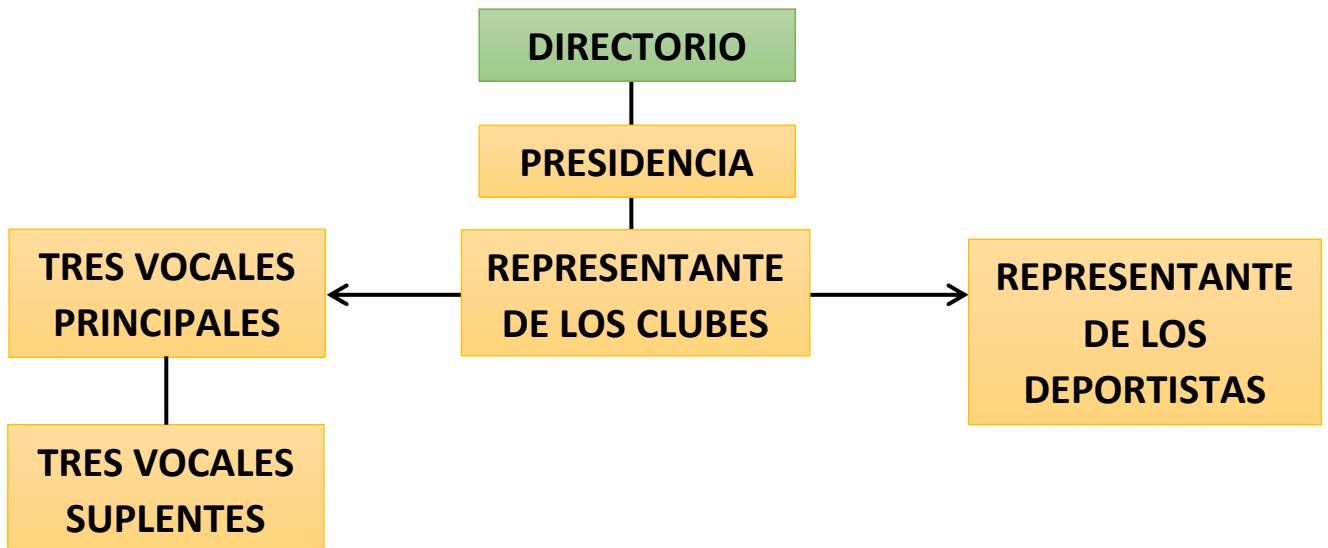 DIRECTORIO
PRESIDENCIA
TRES VOCALES
PRINCIPALES
REPRESENTANTE
DE LOS CLUBES
REPRESENTANTE
DE LOS
DEPORTISTAS
TRES VOCALES
SUPLENTES